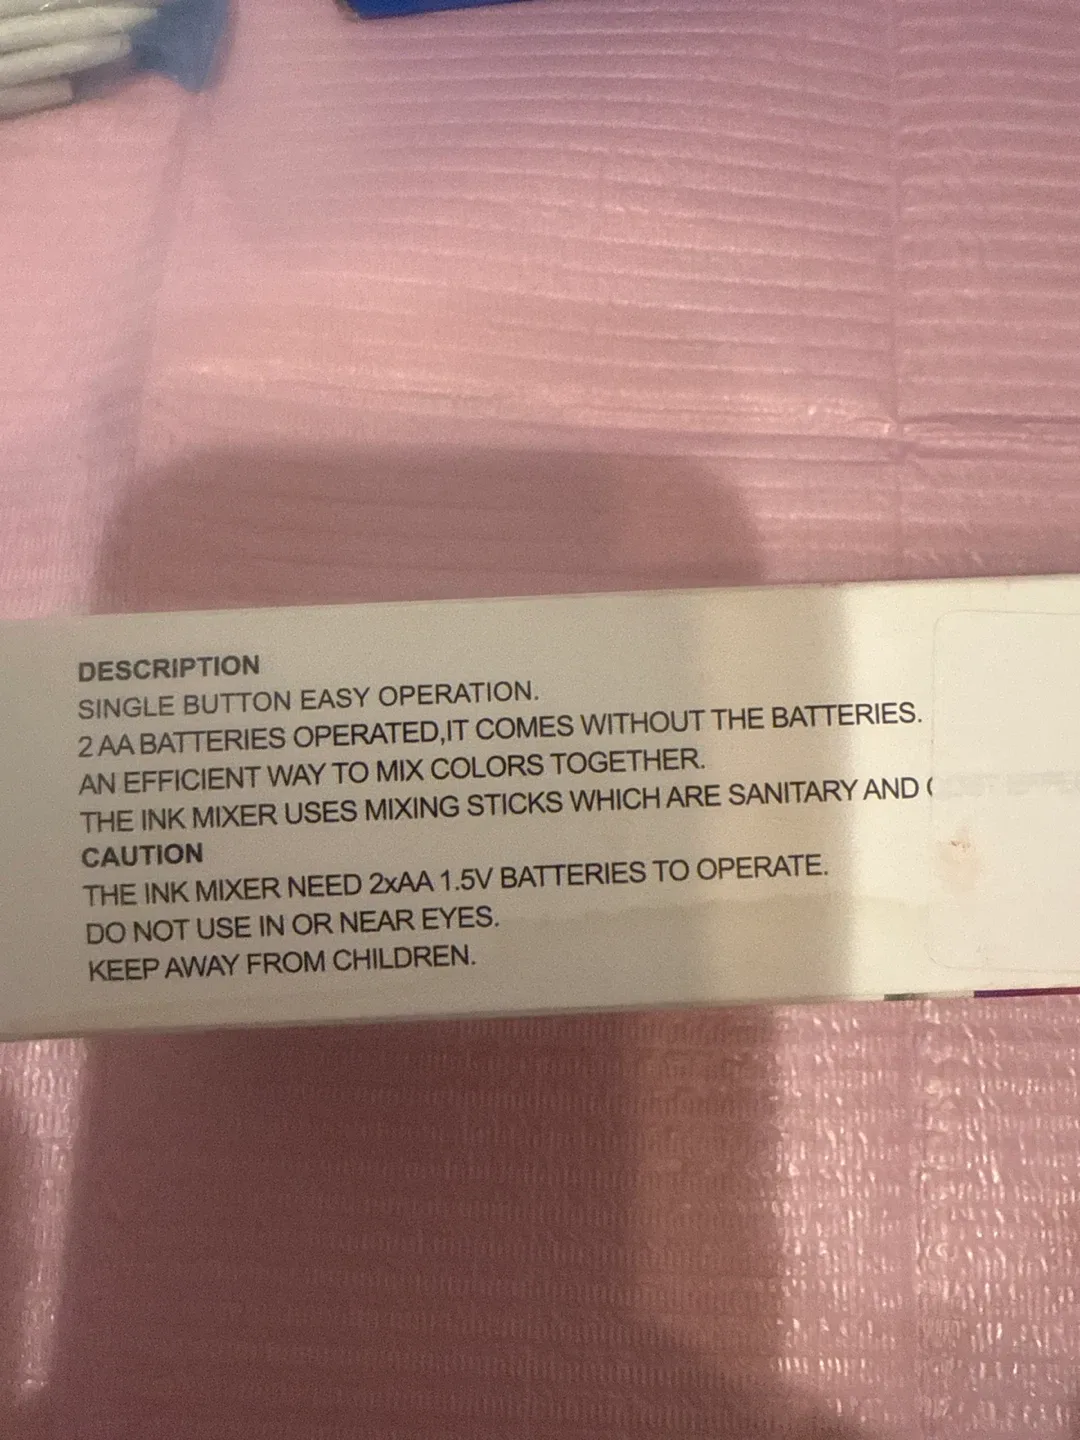 DESCRIPTION
SINGLE BUTTON EASY OPERATION.
2 AA BATTERIES OPERATED,IT COMES WITHOUT THE BATTERIES.
AN EFFICIENT WAY TO MIX COLORS TOGETHER.
THE INK MIXER USES MIXING STICKS WHICH ARE SANITARY AND
CAUTION
THE INK MIXER NEED 2xAA 1.5V BATTERIES TO OPERATE.
DO NOT USE IN OR NEAR EYES.
KEEP AWAY FROM CHILDREN.